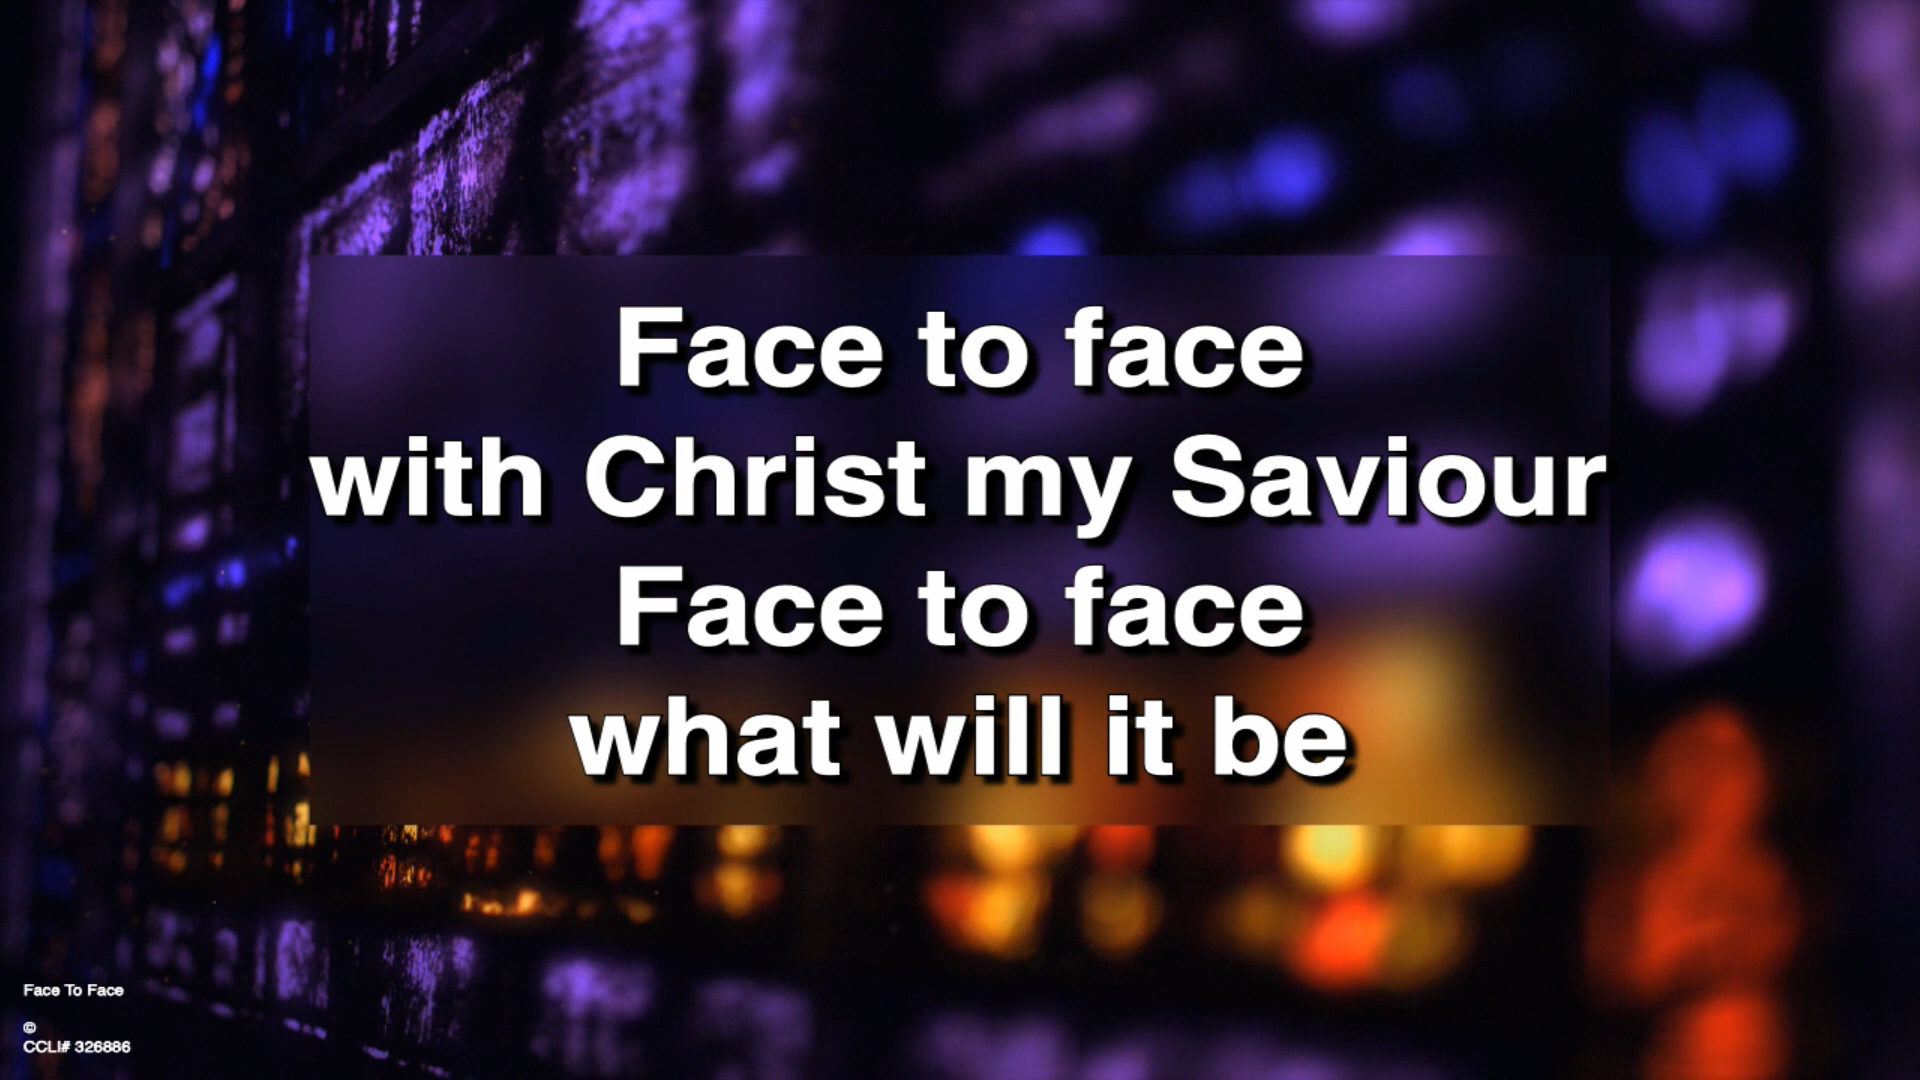 Face to face
with Christ my Saviour
Face to face
what will it be
Face To Face
©
CCLI# 326886